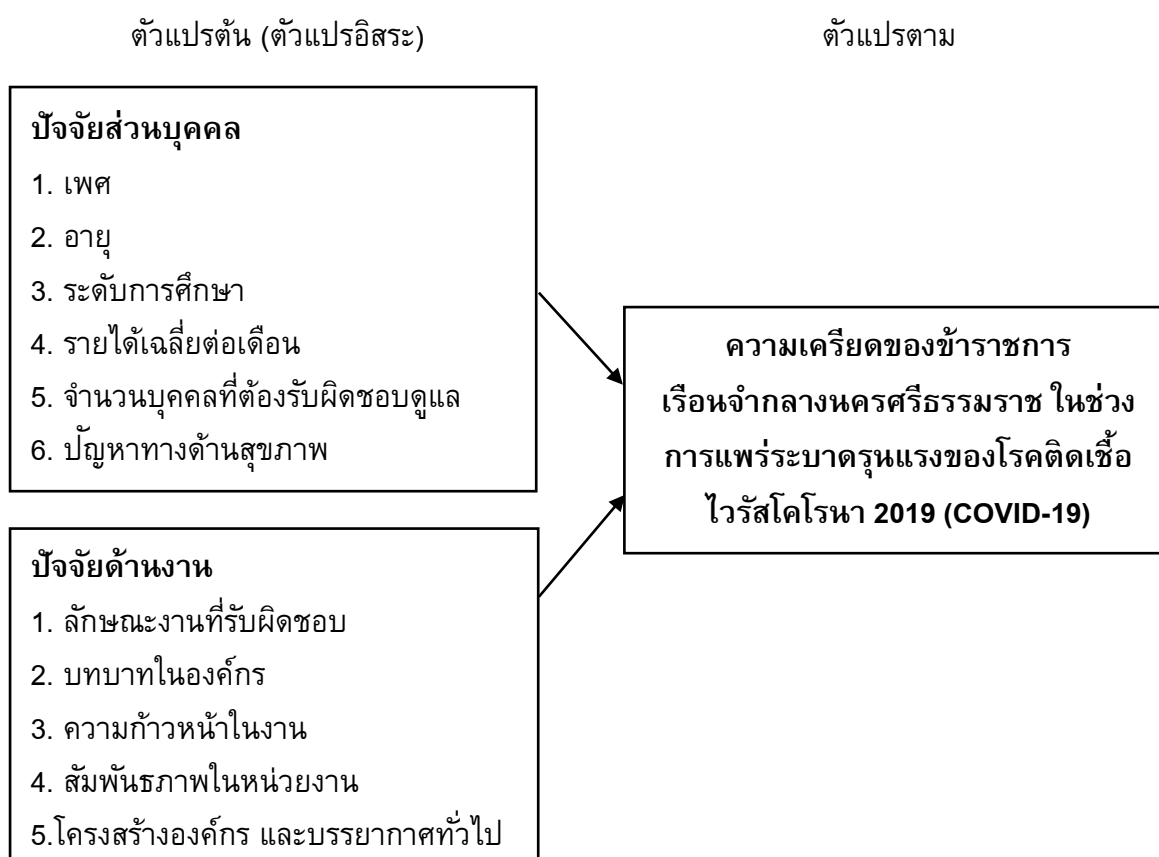 ตัวแปรต้น (ตัวแปรอิสระ)
ตัวแปรตาม
ปัจจัยส่วนบุคคล
1. เพศ
2. อายุ
3. ระดับการศึกษา
4. รายได้เฉลี่ยต่อเดือน
5. จำนวนบุคคลที่ต้องรับผิดชอบดูแล
6. ปัญหาทางด้านสุขภาพ
ปัจจัยด้านงาน
1. ลักษณะงานที่รับผิดชอบ
2. บทบาทในองค์กร
3. ความก้าวหน้าในงาน
4. สัมพันธภาพในหน่วยงาน
5.โครงสร้างองค์กร และบรรยากาศทั่วไป
ความเครียดของข้าราชการ
เรือนจำกลางนครศรีธรรมราช ในช่วง
การแพร่ระบาดรุนแรงของโรคติดเชื้อ
ไวรัสโคโรนา 2019 (COVID-19)